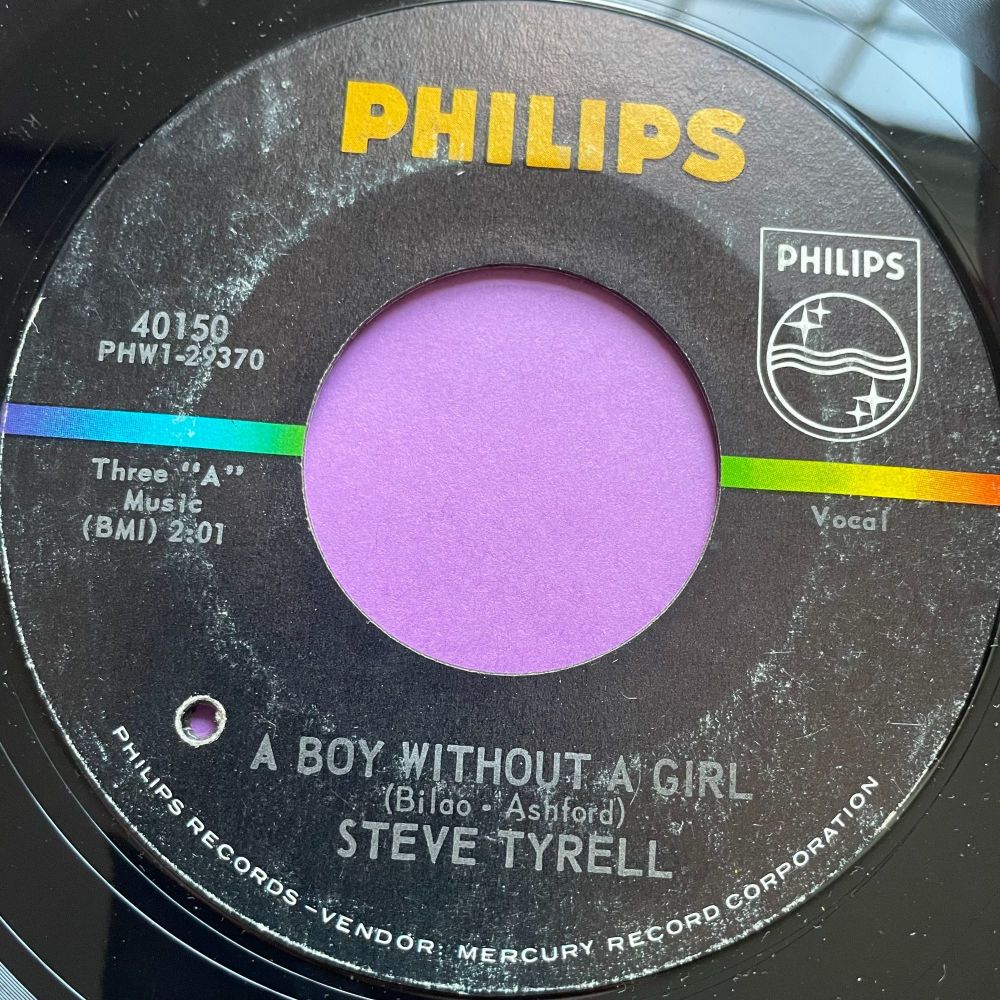 PHILIPS
PHILIPS
40150
PHW1-29370
Three "A"
Music
(BMI) 2:01
Vocal
A BOY WITHOUT A GIRL
(Bilao - Ashford)
STEVE TYRELL
PHILIPS RECORDS – VENDOR: MERCURY RECORD CORPORATION